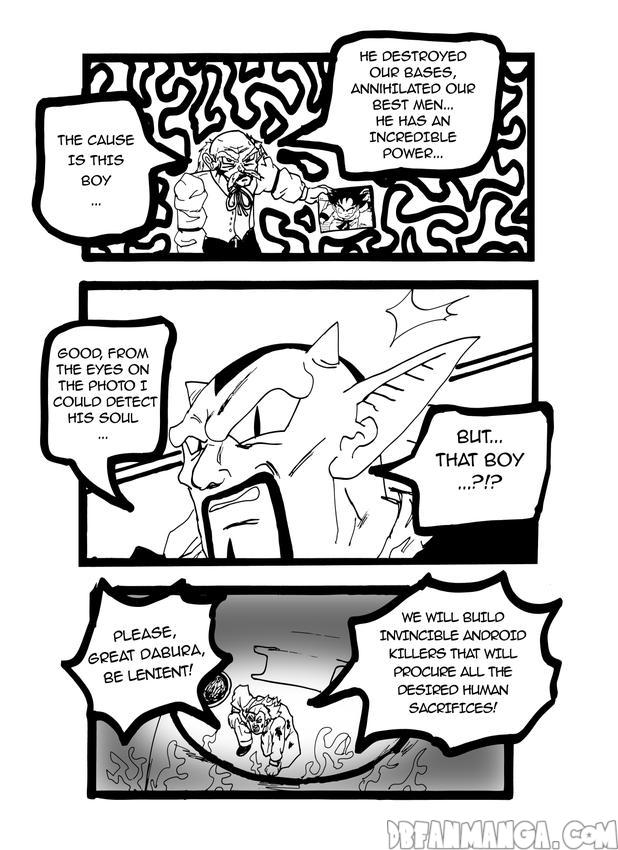 THE CAUSE
IS THIS
BOY
...
HE DESTROYED
OUR BASES,
ANNIHILATED OUR
BEST MEN...
HE HAS AN
INCREDIBLE
POWER...
GOOD, FROM
THE EYES ON
THE PHOTO I
COULD DETECT
HIS SOUL
...
BUT...
THAT BOY
...?!?
PLEASE,
GREAT DABURA,
BE LENIENT!
WE WILL BUILD
INVINCIBLE ANDROID
KILLERS THAT WILL
PROCURE ALL THE
DESIRED HUMAN
SACRIFICES!
DBFANMANGA.COM